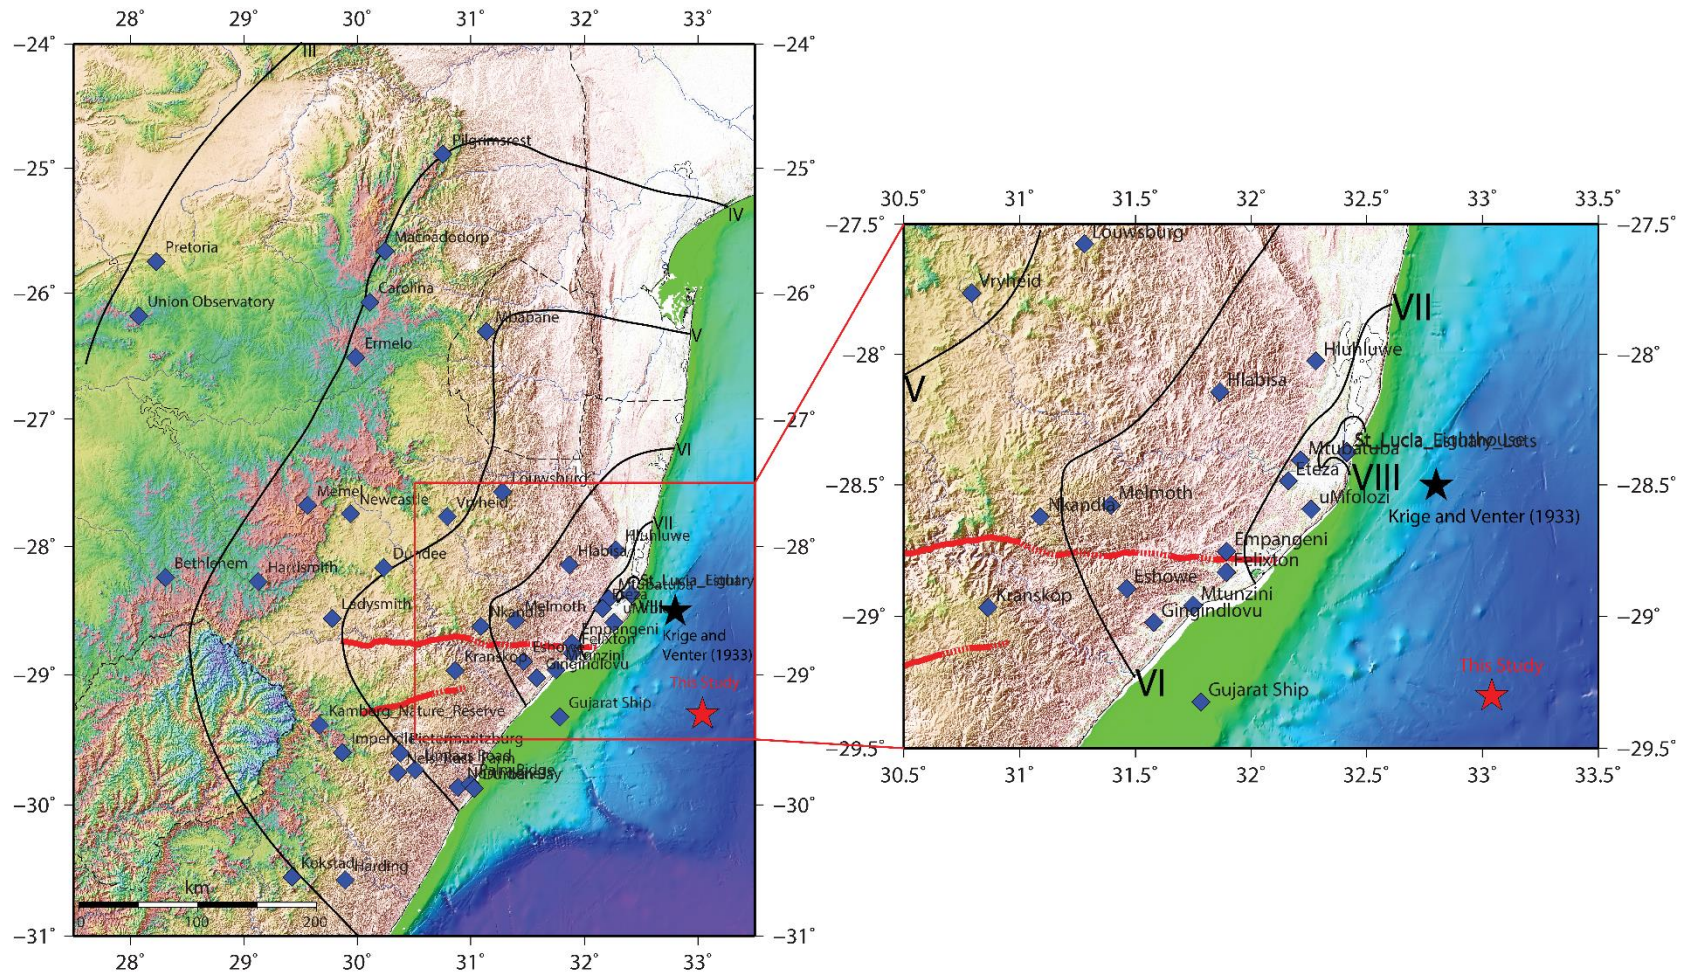 28° 29° 30° 31° 32° 33°
−24° −24°
III
Pilgrimsrest
−25° −25°
IV
Pretoria
Machadodorp
−26° −26°
Carolina
Union Observatory
Mbabane
V
Ermelo
−27° −27°
VI
Louwsburg
Memel
Newcastle
Vryheid
VII
Hluhluwe
−28° −28°
Dundee
Hlabisa
Bethlehem
Harrismith
Mtubatuba
Eteza
VIII
Ladysmith
Melmoth
Nkandla
Empangeni
Felixton
Krige and
Venter (1933)
Eshowe
Mtunzini
Kranskop
Gingindlovu
−29° −29°
This Study
Gujarat Ship
Kamberg_Nature_Reserve
Pietermaritzburg
−30° −30°
Kokstad
Harding
km
0 100 200
−31° −31°
28° 29° 30° 31° 32° 33°
30.5° 31° 31.5° 32° 32.5° 33° 33.5°
−27.5° −27.5°
Louwsburg
Vryheid
VII
Hluhluwe
−28° −28°
V
Hlabisa
Mtubatuba
Eteza
VIII
−28.5° −28.5°
Melmoth
uMfolozi
Nkandla
Krige and Venter (1933)
Empangeni
Felixton
Eshowe
Kranskop
Mtunzini
Gingindlovu
−29° −29°
This Study
VI
Gujarat Ship
−29.5° −29.5°
30.5° 31° 31.5° 32° 32.5° 33° 33.5°